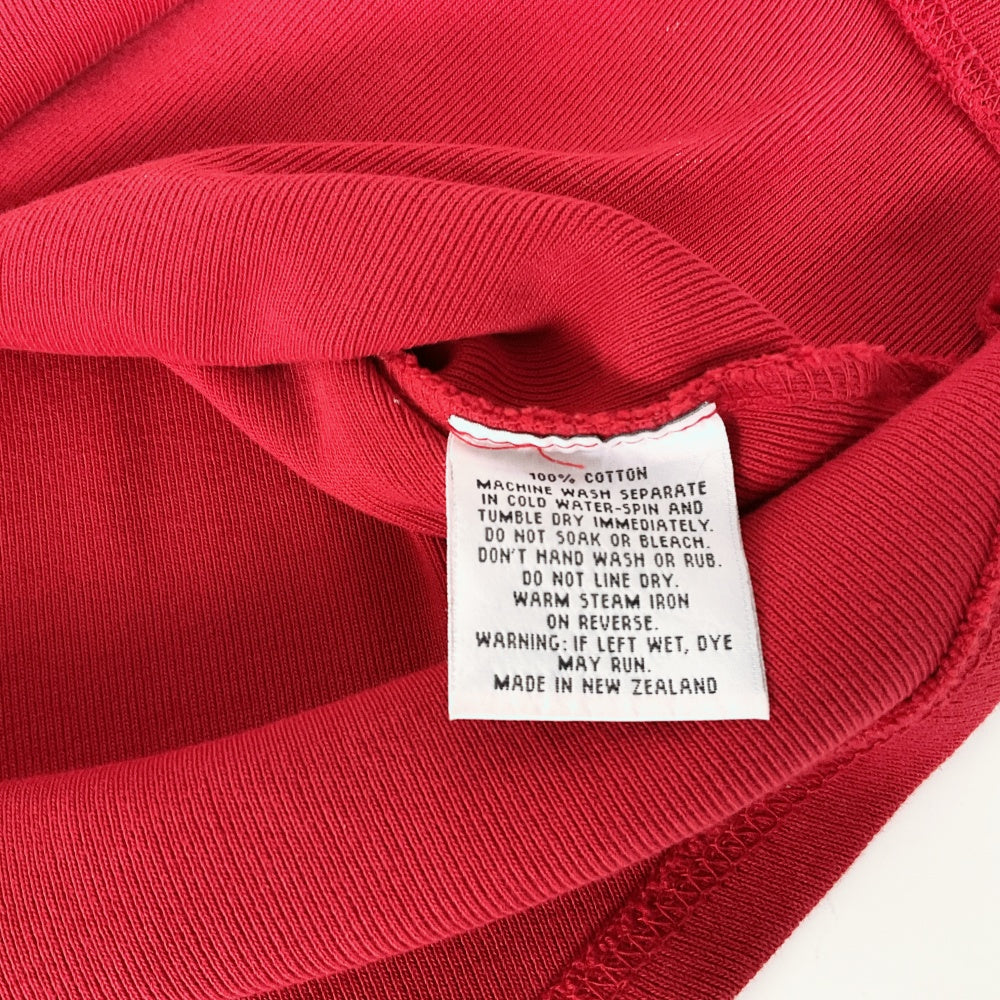 100% COTTON
MACHINE WASH SEPARATE
IN COLD WATER-SPIN AND
TUMBLE DRY IMMEDIATELY.
DO NOT SOAK OR BLEACH.
DON'T HAND WASH OR RUB.
DO NOT LINE DRY.
WARM STEAM IRON
ON REVERSE.
WARNING: IF LEFT WET, DYE
MAY RUN.
MADE IN NEW ZEALAND